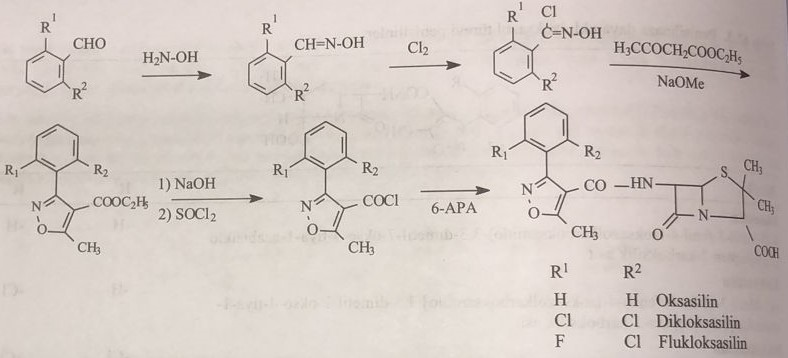 R¹ CHO R²
H₂N-OH
R¹ CH=N-OH R²
Cl₂
R¹ Cl C=N-OH R²
H₃CCOCH₂COOC₂H₅
NaOMe
R₁ R₂ N O COOC₂H₅ CH₃
1) NaOH
2) SOCl₂
R₁ R₂ N O COCl CH₃
6-APA
R₁ R₂ N O CH₃ CO –HN O N S CH₃ CH₃ COOH
R¹ R²
H H Oksasilin
Cl Cl Dikloksasilin
F Cl Flukloksasilin